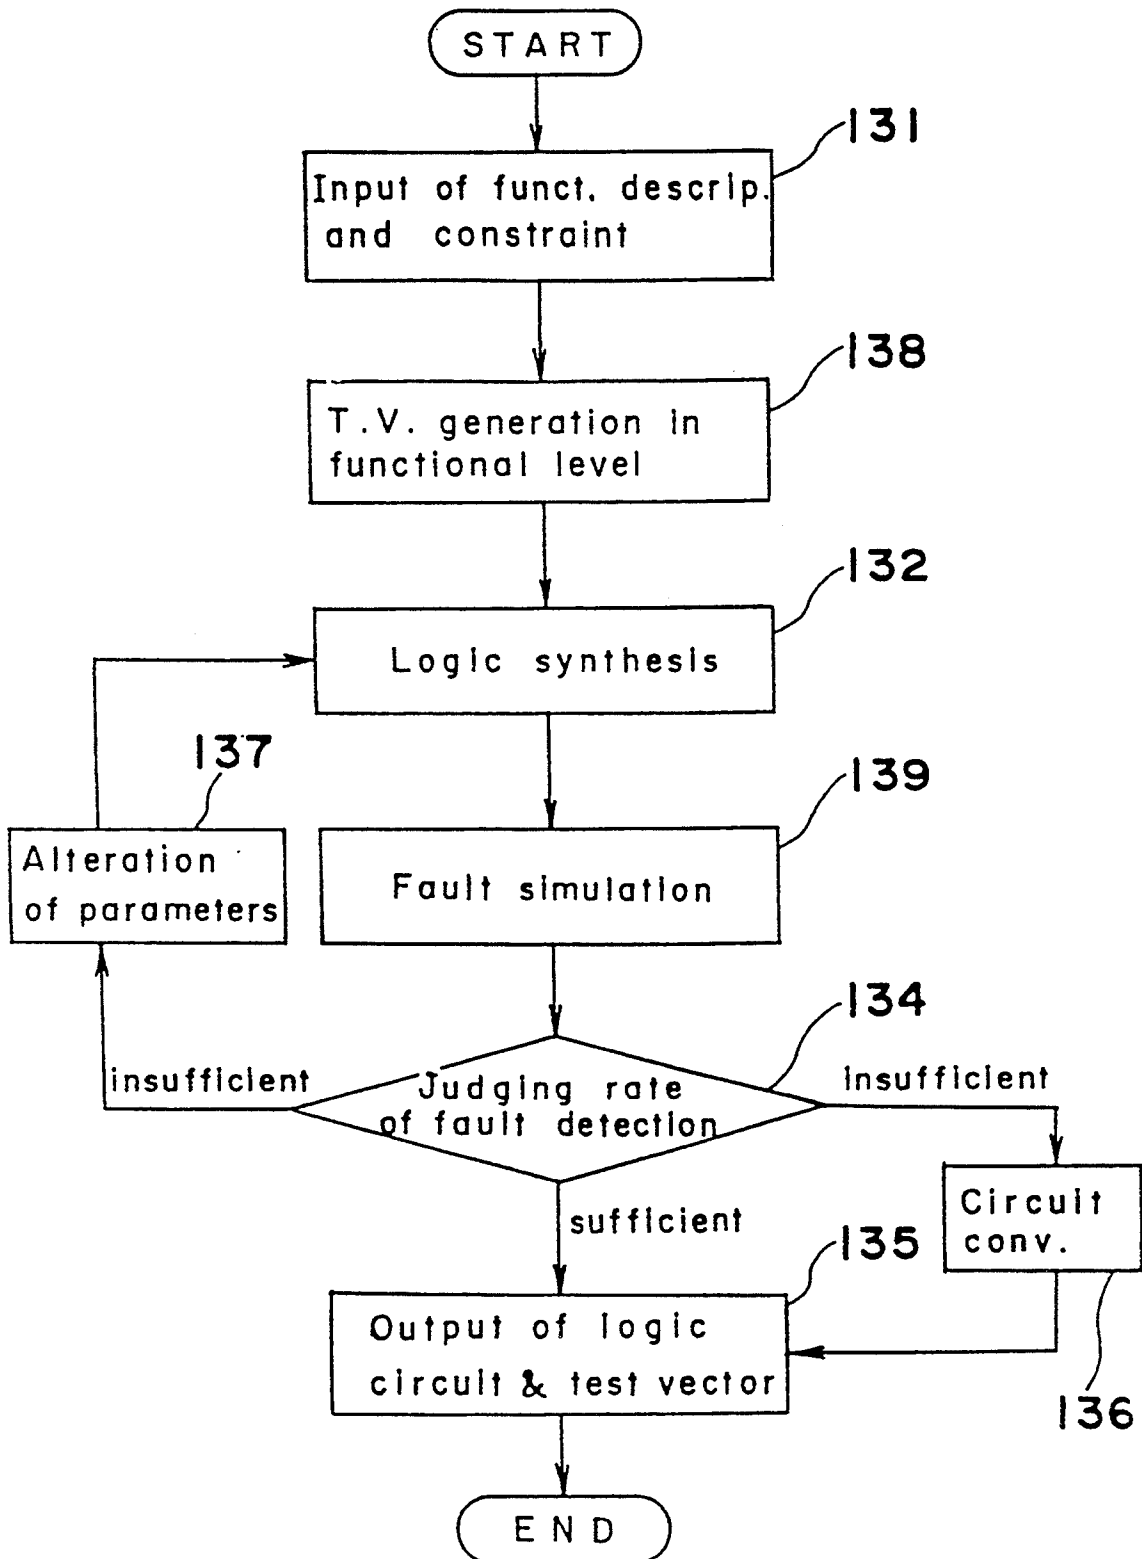 START
131
Input of funct. descrip.
and constraint
138
T.V. generation in
functional level
132
Logic synthesis
137
139
Alteration
of parameters
Fault simulation
134
insufficient
Judging rate
of fault detection
insufficient
sufficient
Circuit
conv.
135
Output of logic
circuit & test vector
136
END